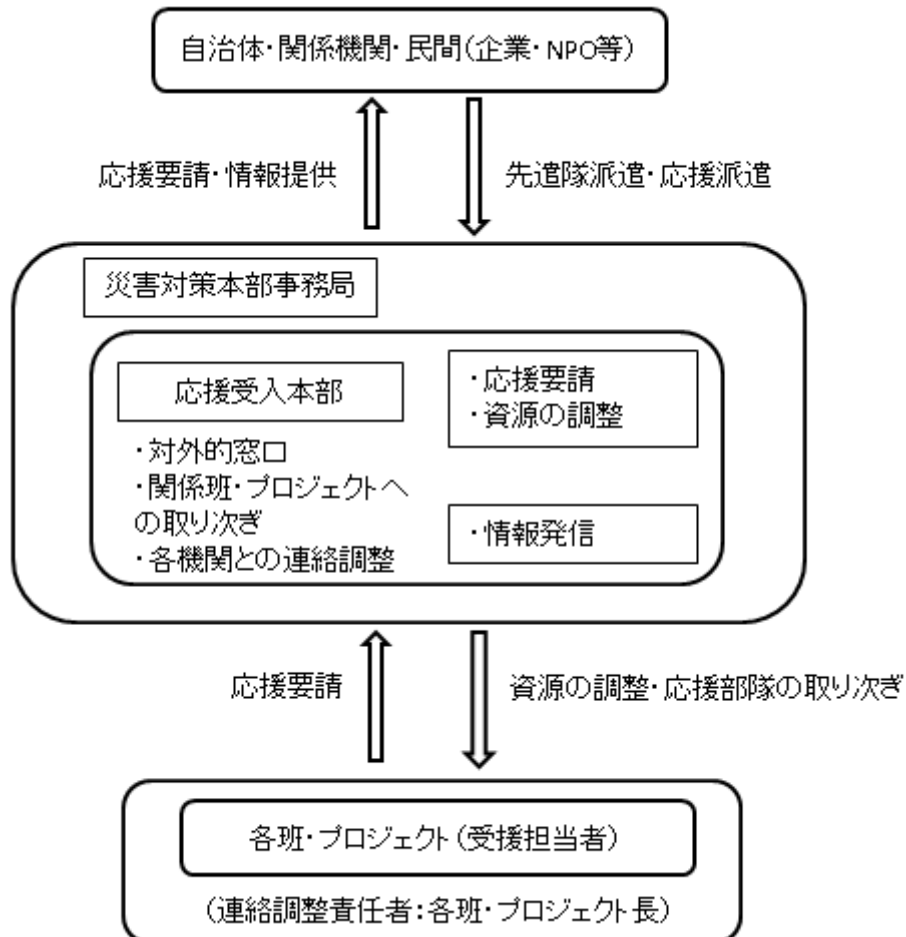 自治体・関係機関・民間(企業・NPO等)
応援要請・情報提供
先遣隊派遣・応援派遣
災害対策本部事務局
応援受入本部
・対外的窓口
・関係班・プロジェクトへ
の取り次ぎ
・各機関との連絡調整
・応援要請
・資源の調整
・情報発信
応援要請
資源の調整・応援部隊の取り次ぎ
各班・プロジェクト(受援担当者)
(連絡調整責任者:各班・プロジェクト長)